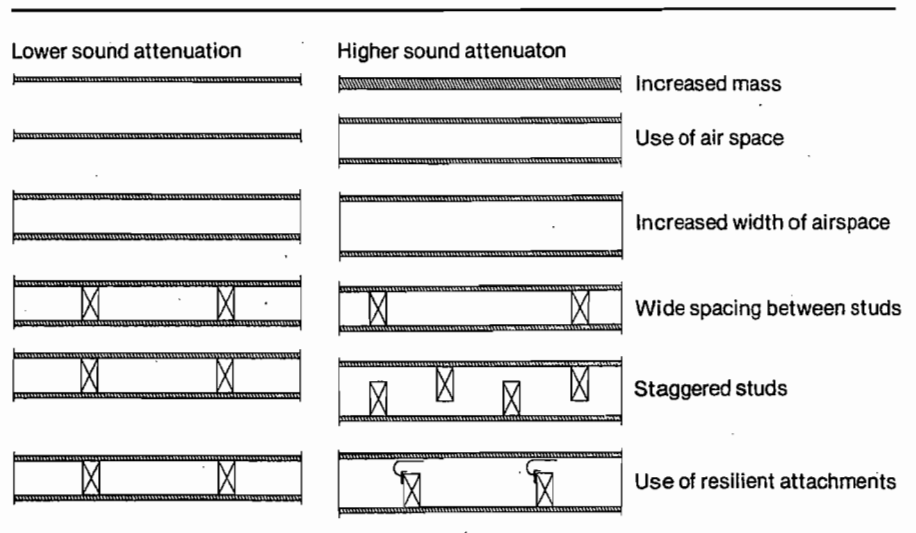 Lower sound attenuation
Higher sound attenuaton
Increased mass
Use of air space
Increased width of airspace
Wide spacing between studs
Staggered studs
Use of resilient attachments